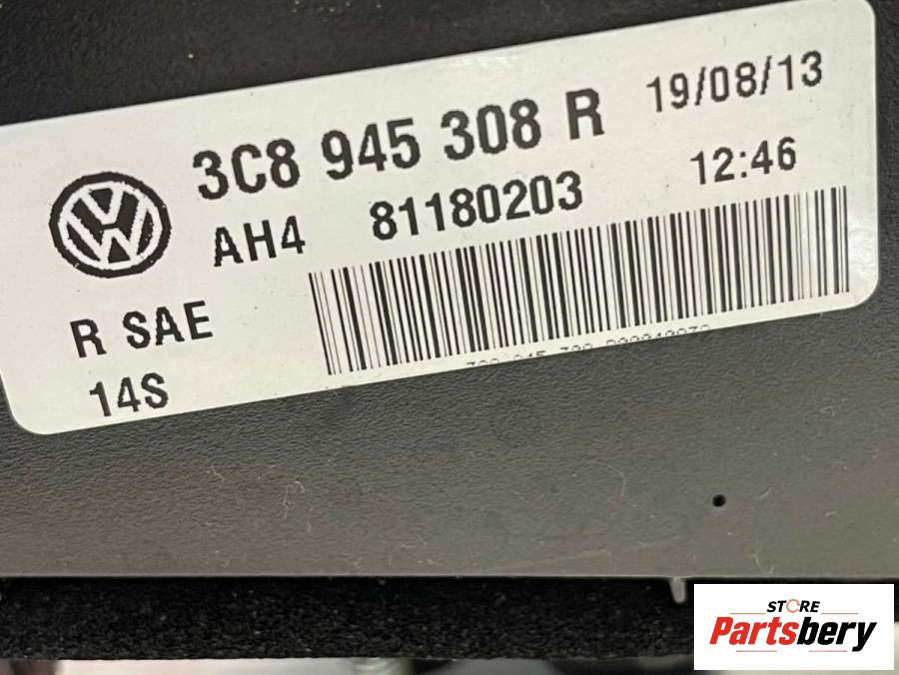 3C8 945 308 R 19/08/13
AH4 81180203 12:46
R SAE
14S
STORE
Partsbery